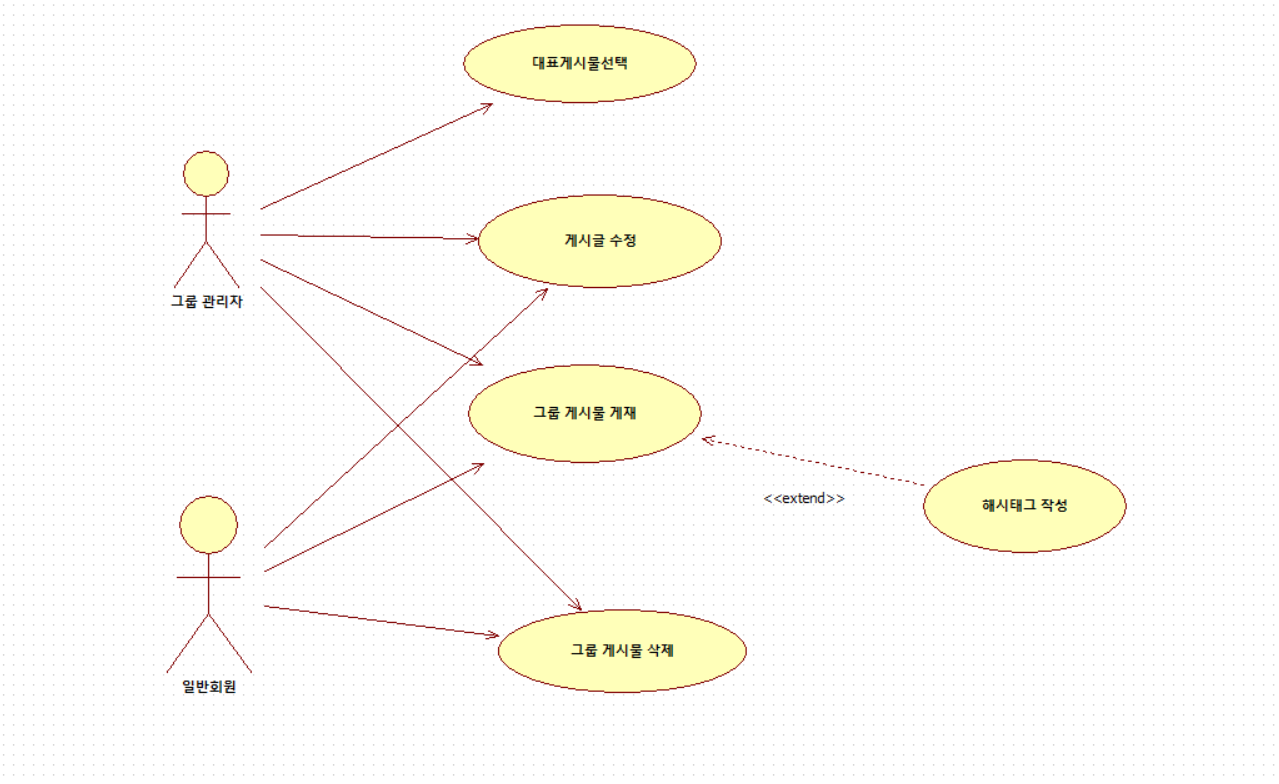 대표게시물선택
게시글 수정
그룹 관리자
그룹 게시물 게재
<<extend>>
해시태그 작성
그룹 게시물 삭제
일반회원